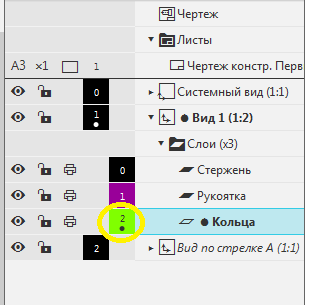 Чертеж
Листы
А3 ×1 1 Чертеж констр. Перв
0 Системный вид (1:1)
1 Вид 1 (1:2)
Слои (х3)
0 Стержень
1 Рукоятка
2 Кольца
2 Вид по стрелке А (1:1)